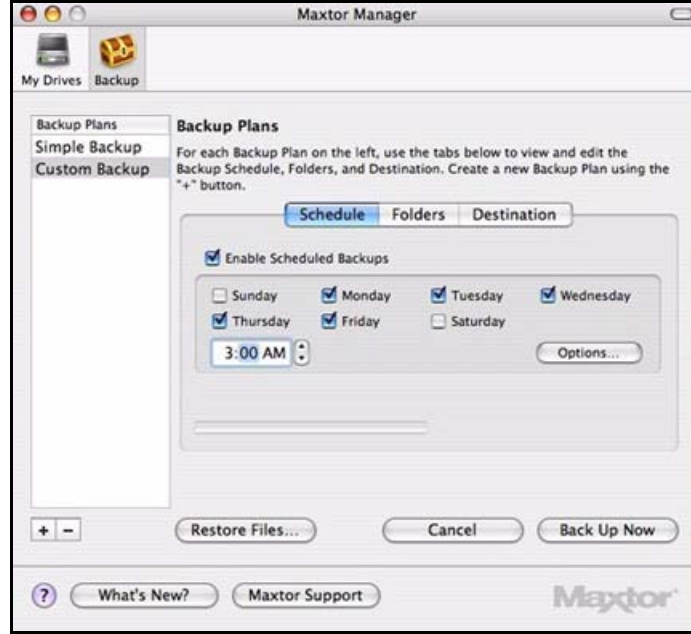 Maxtor Manager
My Drives Backup
Backup Plans
Simple Backup
Custom Backup
Backup Plans
For each Backup Plan on the left, use the tabs below to view and edit the
Backup Schedule, Folders, and Destination. Create a new Backup Plan using the
"+" button.
Schedule Folders Destination
Enable Scheduled Backups
Sunday Monday Tuesday Wednesday
Thursday Friday Saturday
3:00 AM Options...
+ − Restore Files... Cancel Back Up Now
? What's New? Maxtor Support Maxtor